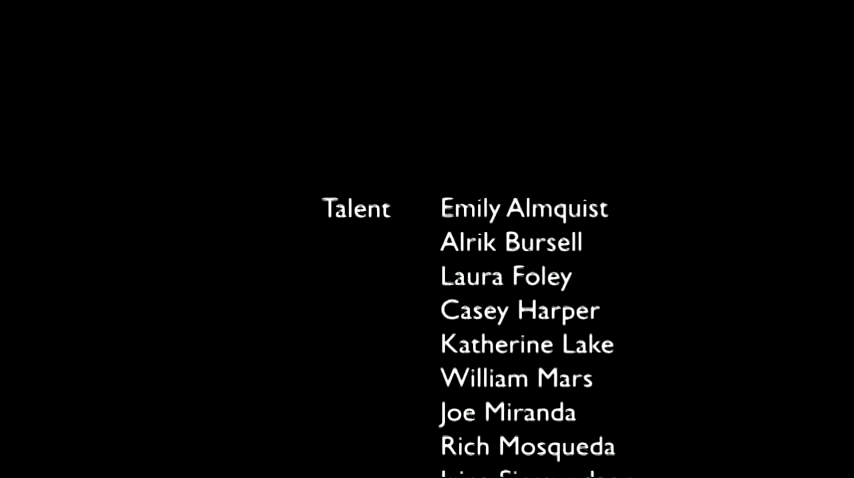 Talent Emily Almquist
Alrik Bursell
Laura Foley
Casey Harper
Katherine Lake
William Mars
Joe Miranda
Rich Mosqueda